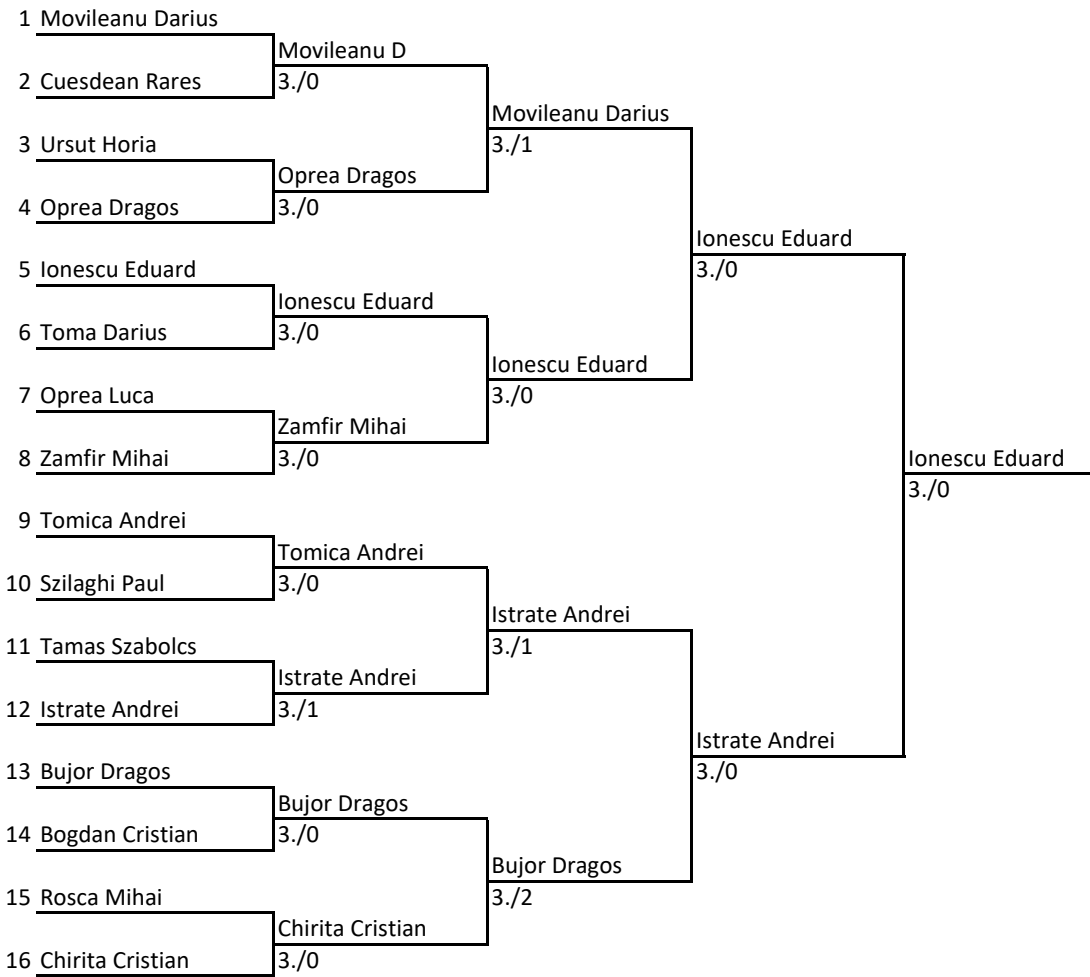 1 Movileanu Darius
Movileanu D
2 Cuesdean Rares
3./0
Movileanu Darius
3 Ursut Horia
3./1
Oprea Dragos
4 Oprea Dragos
3./0
Ionescu Eduard
5 Ionescu Eduard
3./0
Ionescu Eduard
6 Toma Darius
3./0
Ionescu Eduard
7 Oprea Luca
3./0
Zamfir Mihai
8 Zamfir Mihai
3./0
Ionescu Eduard
3./0
9 Tomica Andrei
Tomica Andrei
10 Szilaghi Paul
3./0
Istrate Andrei
11 Tamas Szabolcs
3./1
Istrate Andrei
12 Istrate Andrei
3./1
Istrate Andrei
13 Bujor Dragos
3./0
Bujor Dragos
14 Bogdan Cristian
3./0
Bujor Dragos
15 Rosca Mihai
3./2
Chirita Cristian
16 Chirita Cristian
3./0